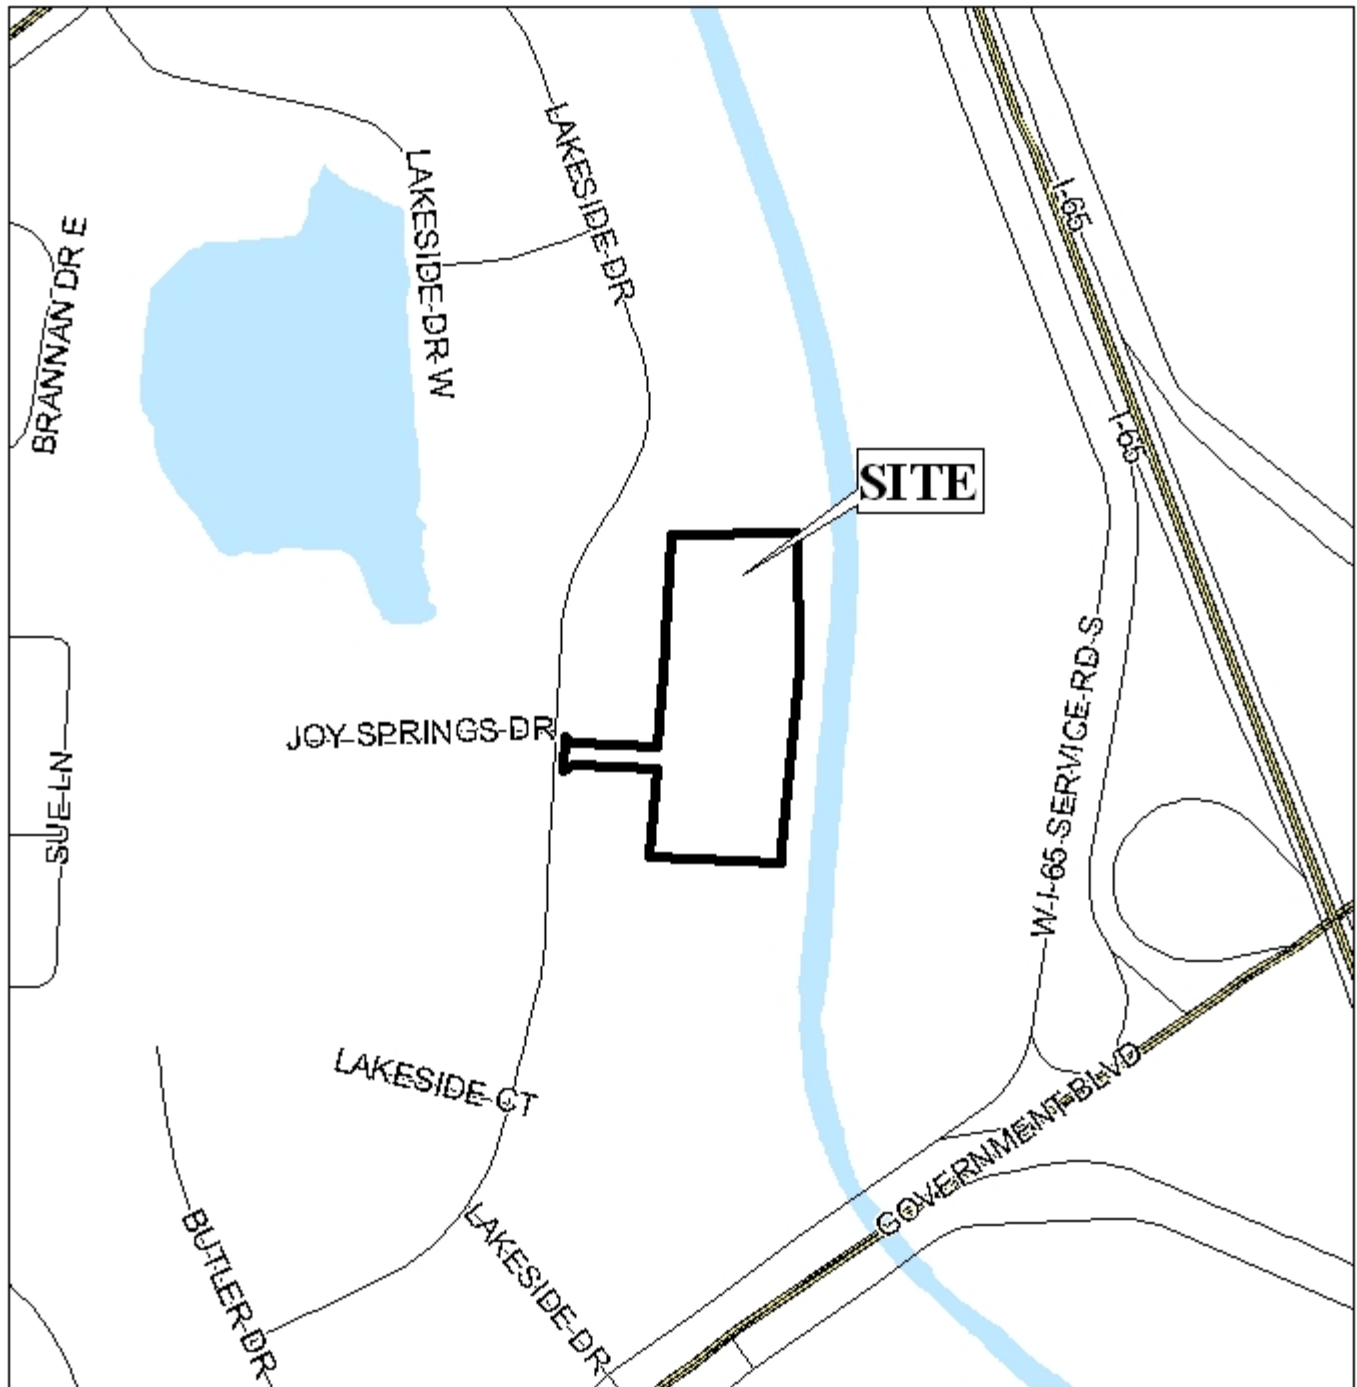 LAKESIDE DR
LAKESIDE DR W
I-65
BRANNAN DR E
I-65
SITE
W-I-65-SERVICE-RD-S
JOY-SPRINGS-DR
SUE-LN
LAKESIDE-CT
GOVERNMENT-BLVD
LAKESIDE-DR
BUTLER-DR